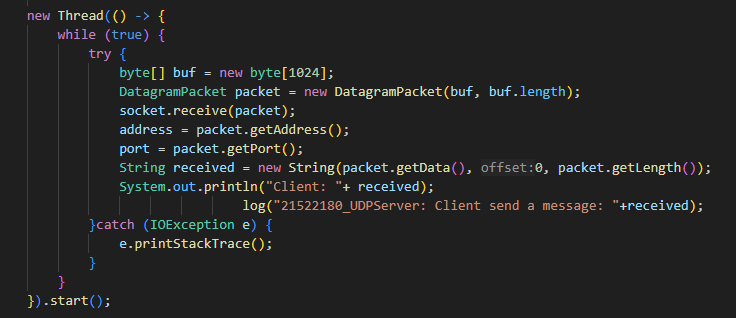 new Thread(() -> {
    while (true) {
        try {
            byte[] buf = new byte[1024];
            DatagramPacket packet = new DatagramPacket(buf, buf.length);
            socket.receive(packet);
            address = packet.getAddress();
            port = packet.getPort();
            String received = new String(packet.getData(), offset:0, packet.getLength());
            System.out.println("Client: "+ received);
                            log("21522180_UDPServer: Client send a message: "+received);
        }catch (IOException e) {
            e.printStackTrace();
        }
    }
}).start();